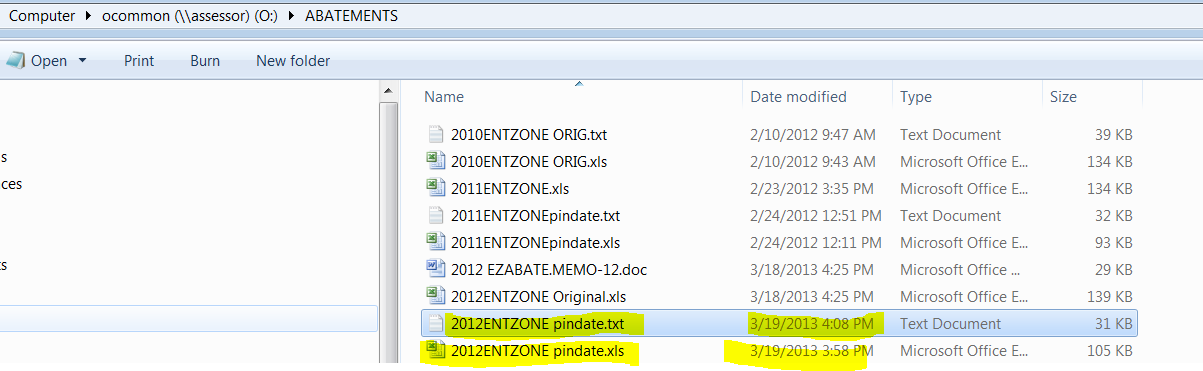 Computer ▸ ocommon (\\assessor) (O:) ▸ ABATEMENTS
Open Print Burn New folder
Name Date modified Type Size
2010ENTZONE ORIG.txt 2/10/2012 9:47 AM Text Document 39 KB
2010ENTZONE ORIG.xls 2/10/2012 9:43 AM Microsoft Office E... 134 KB
s
2011ENTZONE.xls 2/23/2012 3:35 PM Microsoft Office E... 134 KB
ces
2011ENTZONEpindate.txt 2/24/2012 12:51 PM Text Document 32 KB
2011ENTZONEpindate.xls 2/24/2012 12:11 PM Microsoft Office E... 93 KB
ts
2012 EZABATE.MEMO-12.doc 3/18/2013 4:25 PM Microsoft Office ... 29 KB
2012ENTZONE Original.xls 3/18/2013 4:25 PM Microsoft Office E... 139 KB
2012ENTZONE pindate.txt 3/19/2013 4:08 PM Text Document 31 KB
2012ENTZONE pindate.xls 3/19/2013 3:58 PM Microsoft Office E... 105 KB